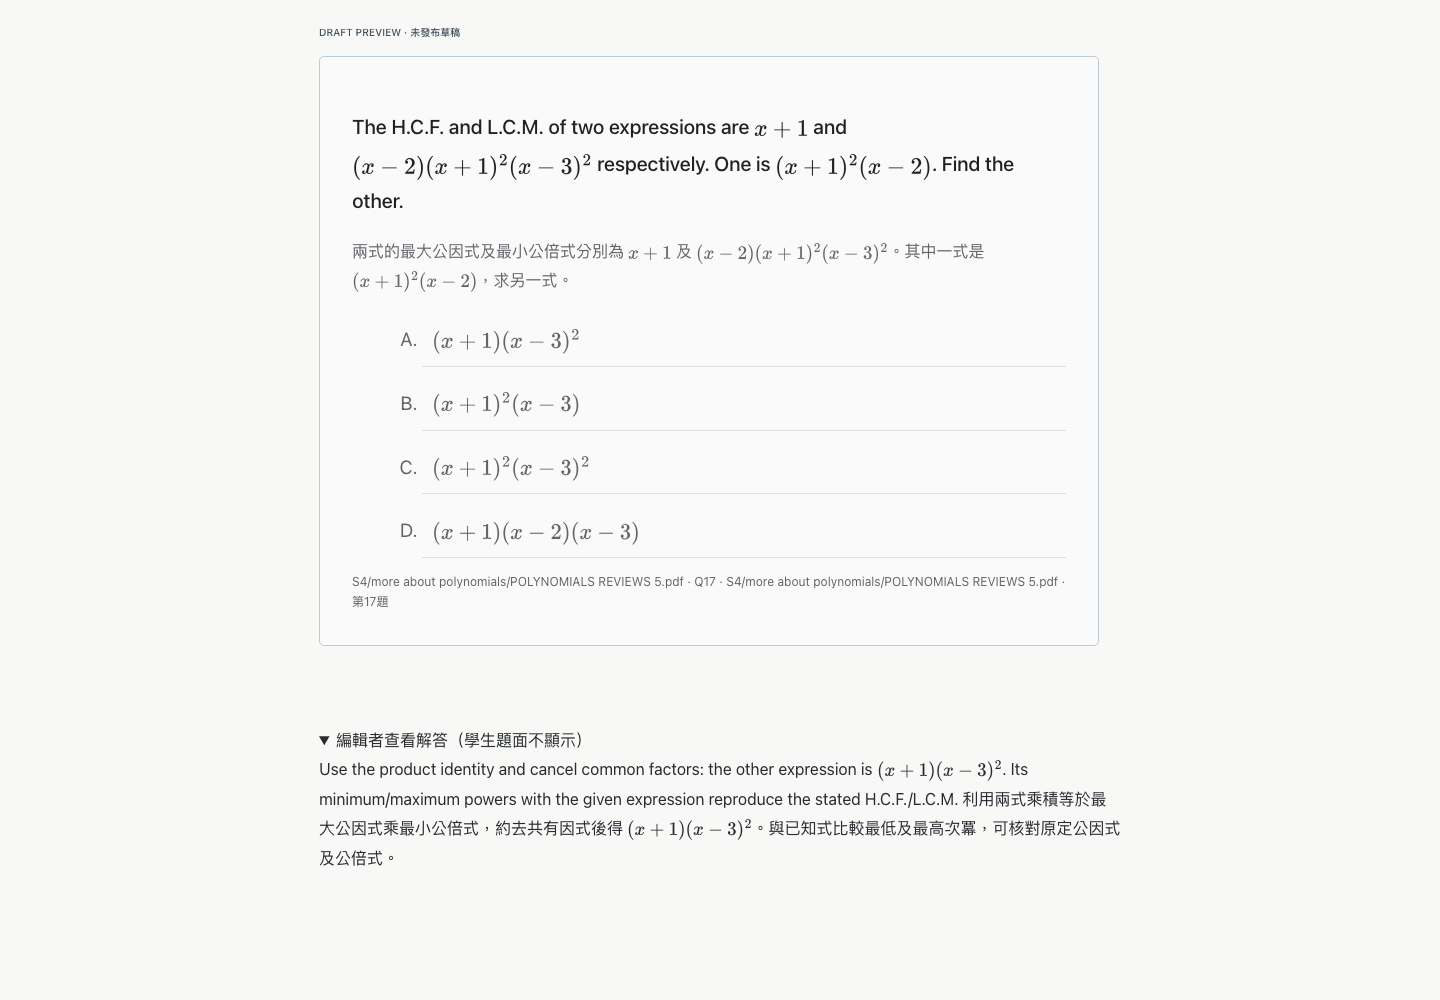 DRAFT PREVIEW · 未發布草稿
The H.C.F. and L.C.M. of two expressions are x + 1 and
(x − 2)(x + 1)²(x − 3)² respectively. One is (x + 1)²(x − 2). Find the
other.
兩式的最大公因式及最小公倍式分別為 x + 1 及 (x − 2)(x + 1)²(x − 3)²。其中一式是
(x + 1)²(x − 2)，求另一式。
A. (x + 1)(x − 3)²
B. (x + 1)²(x − 3)
C. (x + 1)²(x − 3)²
D. (x + 1)(x − 2)(x − 3)
S4/more about polynomials/POLYNOMIALS REVIEWS 5.pdf · Q17 · S4/more about polynomials/POLYNOMIALS REVIEWS 5.pdf ·
第17題
▼ 編輯者查看解答（學生題面不顯示）
Use the product identity and cancel common factors: the other expression is (x + 1)(x − 3)². Its
minimum/maximum powers with the given expression reproduce the stated H.C.F./L.C.M. 利用兩式乘積等於最
大公因式乘最小公倍式，約去共有因式後得 (x + 1)(x − 3)²。與已知式比較最低及最高次冪，可核對原定公因式
及公倍式。